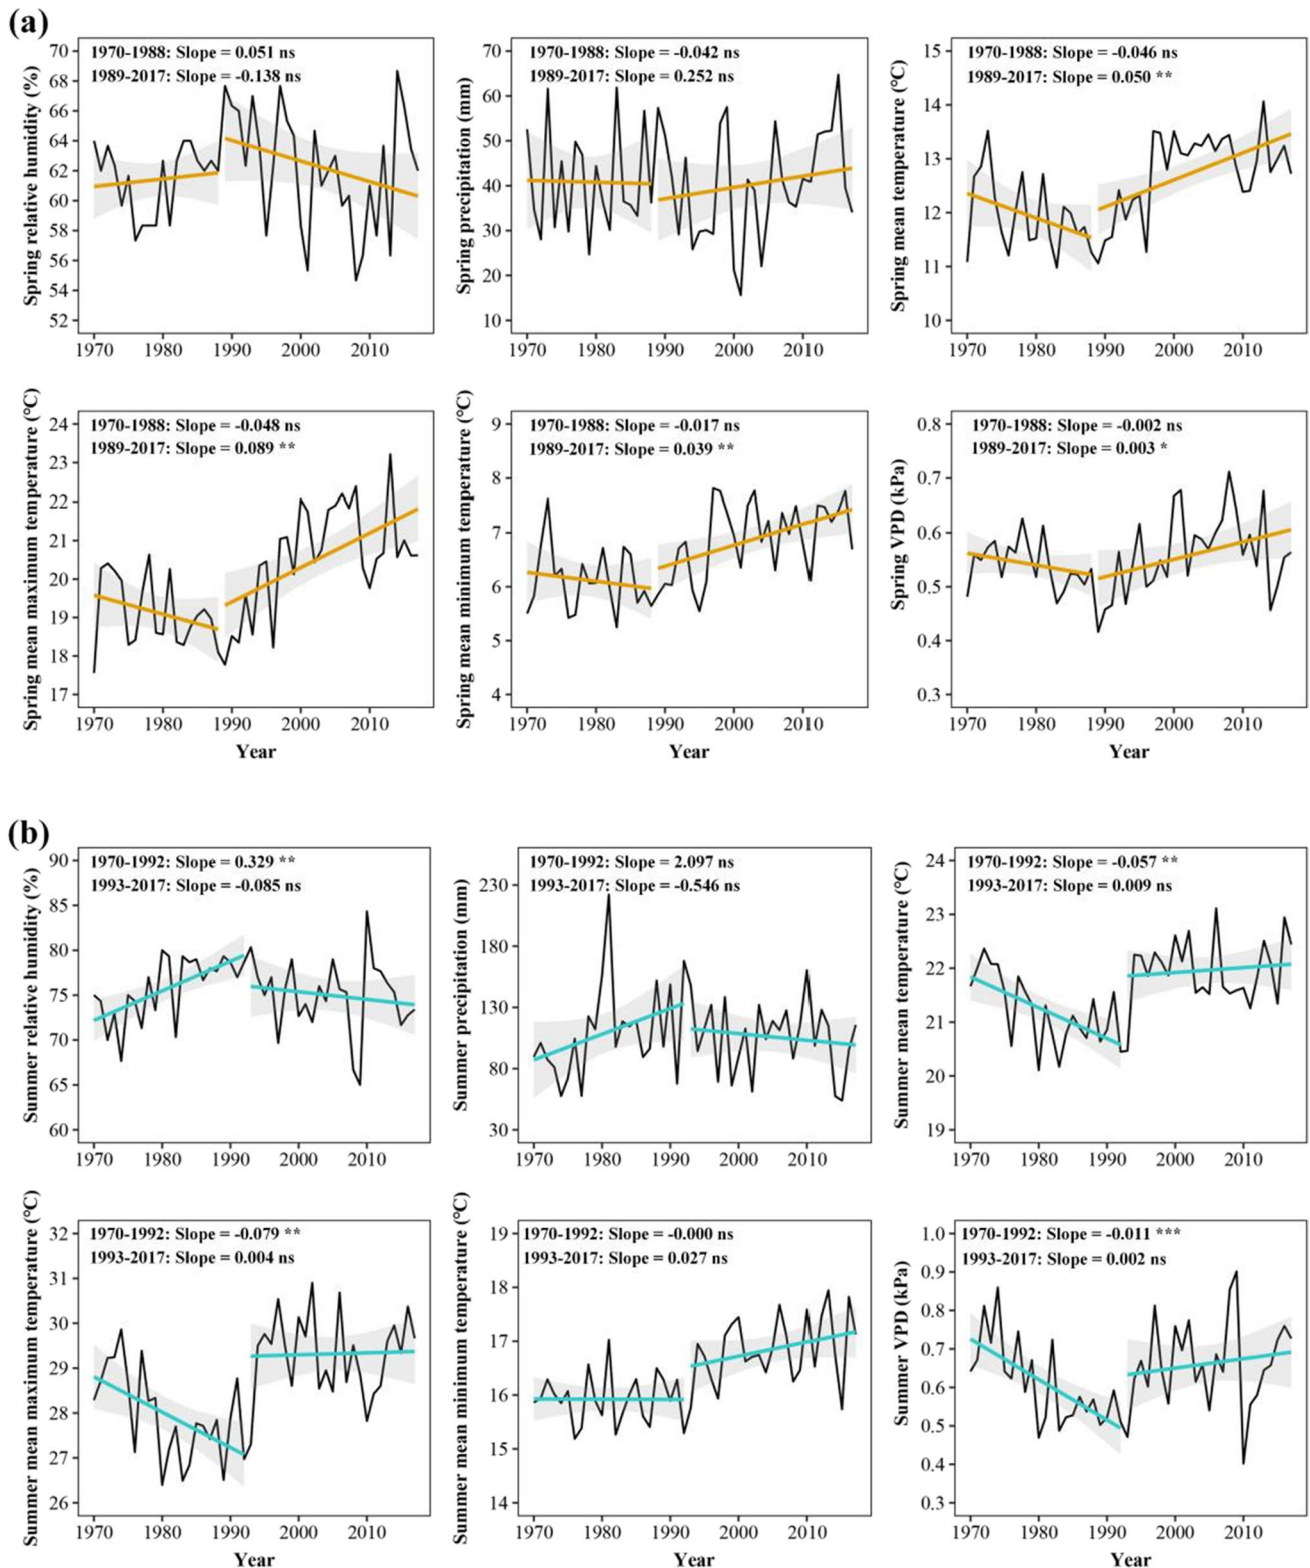 (a)
1970-1988: Slope = 0.051 ns
1989-2017: Slope = -0.138 ns
Spring relative humidity (%)
70
68
66
64
62
60
58
56
54
52
1970 1980 1990 2000 2010
1970-1988: Slope = -0.042 ns
1989-2017: Slope = 0.252 ns
Spring precipitation (mm)
70
60
50
40
30
20
10
1970 1980 1990 2000 2010
1970-1988: Slope = -0.046 ns
1989-2017: Slope = 0.050 **
Spring mean temperature (°C)
15
14
13
12
11
10
1970 1980 1990 2000 2010
1970-1988: Slope = -0.048 ns
1989-2017: Slope = 0.089 **
Spring mean maximum temperature (°C)
24
23
22
21
20
19
18
17
1970 1980 1990 2000 2010
Year
1970-1988: Slope = -0.017 ns
1989-2017: Slope = 0.039 **
Spring mean minimum temperature (°C)
9
8
7
6
5
4
1970 1980 1990 2000 2010
Year
1970-1988: Slope = -0.002 ns
1989-2017: Slope = 0.003 *
Spring VPD (kPa)
0.8
0.7
0.6
0.5
0.4
0.3
1970 1980 1990 2000 2010
Year
(b)
1970-1992: Slope = 0.329 **
1993-2017: Slope = -0.085 ns
Summer relative humidity (%)
90
85
80
75
70
65
60
1970 1980 1990 2000 2010
1970-1992: Slope = 2.097 ns
1993-2017: Slope = -0.546 ns
Summer precipitation (mm)
230
180
130
80
30
1970 1980 1990 2000 2010
1970-1992: Slope = -0.057 **
1993-2017: Slope = 0.009 ns
Summer mean temperature (°C)
24
23
22
21
20
19
1970 1980 1990 2000 2010
1970-1992: Slope = -0.079 **
1993-2017: Slope = 0.004 ns
Summer mean maximum temperature (°C)
32
31
30
29
28
27
26
1970 1980 1990 2000 2010
Year
1970-1992: Slope = -0.000 ns
1993-2017: Slope = 0.027 ns
Summer mean minimum temperature (°C)
19
18
17
16
15
14
1970 1980 1990 2000 2010
Year
1970-1992: Slope = -0.011 ***
1993-2017: Slope = 0.002 ns
Summer VPD (kPa)
1.0
0.9
0.8
0.7
0.6
0.5
0.4
0.3
1970 1980 1990 2000 2010
Year